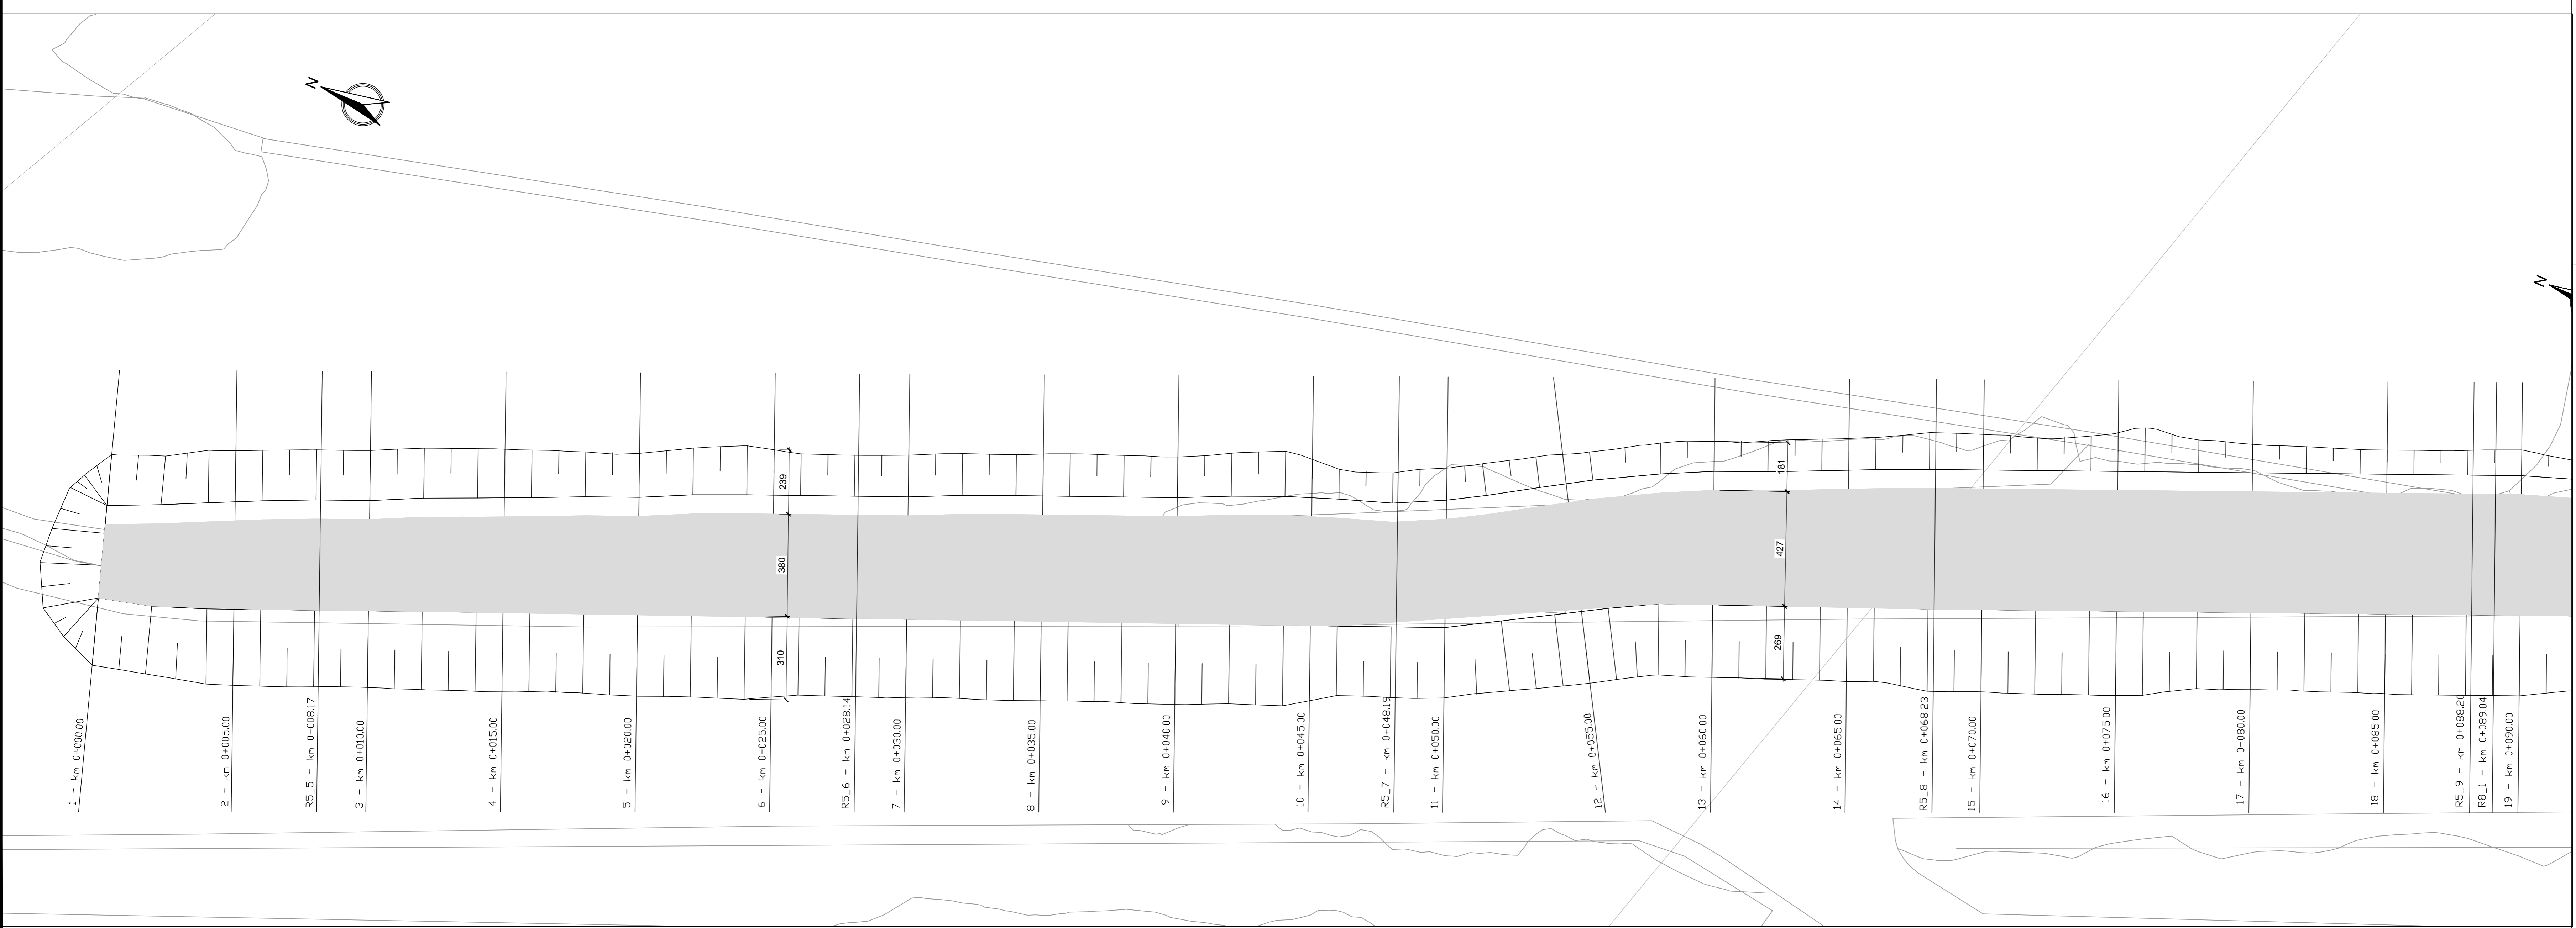 N
N
239
380
310
181
427
269
1 - km 0+000.00
2 - km 0+005.00
R5_5 - km 0+008.17
3 - km 0+010.00
4 - km 0+015.00
5 - km 0+020.00
6 - km 0+025.00
R5_6 - km 0+028.14
7 - km 0+030.00
8 - km 0+035.00
9 - km 0+040.00
10 - km 0+045.00
R5_7 - km 0+048.19
11 - km 0+050.00
12 - km 0+055.00
13 - km 0+060.00
14 - km 0+065.00
R5_8 - km 0+068.23
15 - km 0+070.00
16 - km 0+075.00
17 - km 0+080.00
18 - km 0+085.00
R5_9 - km 0+088.20
R8_1 - km 0+089.04
19 - km 0+090.00